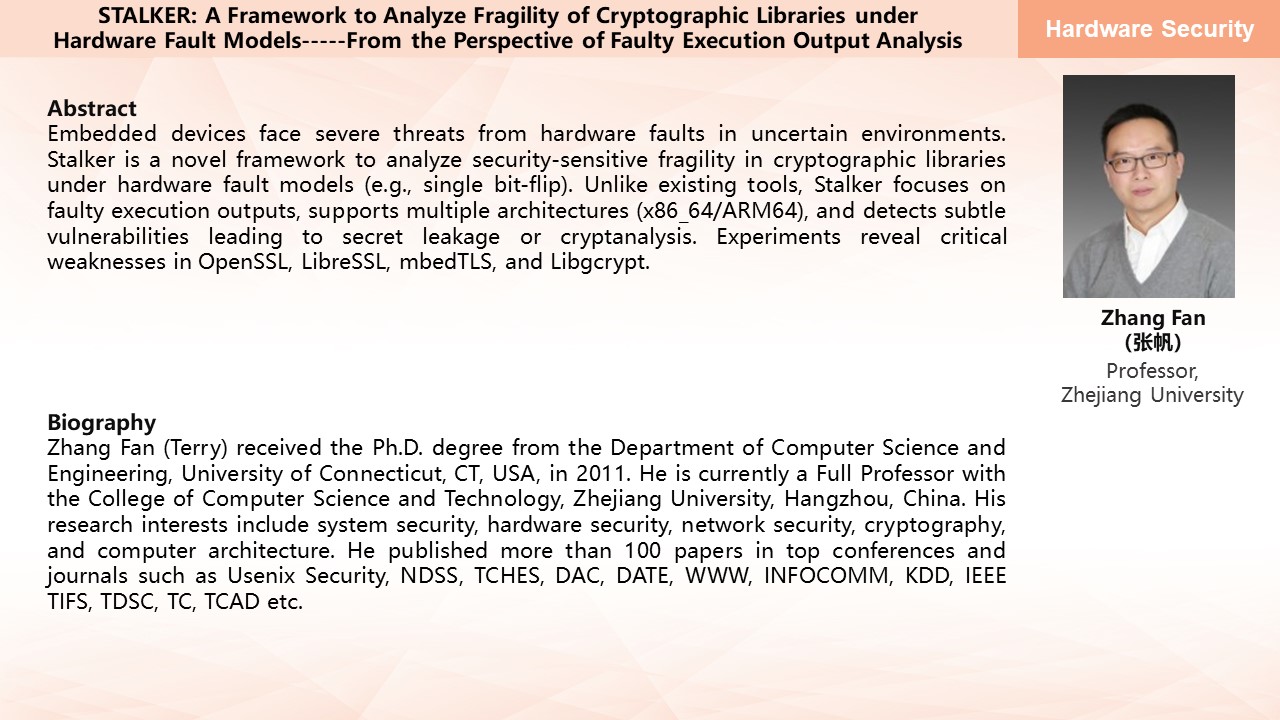 STALKER: A Framework to Analyze Fragility of Cryptographic Libraries under
Hardware Fault Models-----From the Perspective of Faulty Execution Output Analysis
Hardware Security
Abstract
Embedded devices face severe threats from hardware faults in uncertain environments.
Stalker is a novel framework to analyze security-sensitive fragility in cryptographic libraries
under hardware fault models (e.g., single bit-flip). Unlike existing tools, Stalker focuses on
faulty execution outputs, supports multiple architectures (x86_64/ARM64), and detects subtle
vulnerabilities leading to secret leakage or cryptanalysis. Experiments reveal critical
weaknesses in OpenSSL, LibreSSL, mbedTLS, and Libgcrypt.
Zhang Fan
(张帆)
Professor,
Zhejiang University
Biography
Zhang Fan (Terry) received the Ph.D. degree from the Department of Computer Science and
Engineering, University of Connecticut, CT, USA, in 2011. He is currently a Full Professor with
the College of Computer Science and Technology, Zhejiang University, Hangzhou, China. His
research interests include system security, hardware security, network security, cryptography,
and computer architecture. He published more than 100 papers in top conferences and
journals such as Usenix Security, NDSS, TCHES, DAC, DATE, WWW, INFOCOMM, KDD, IEEE
TIFS, TDSC, TC, TCAD etc.